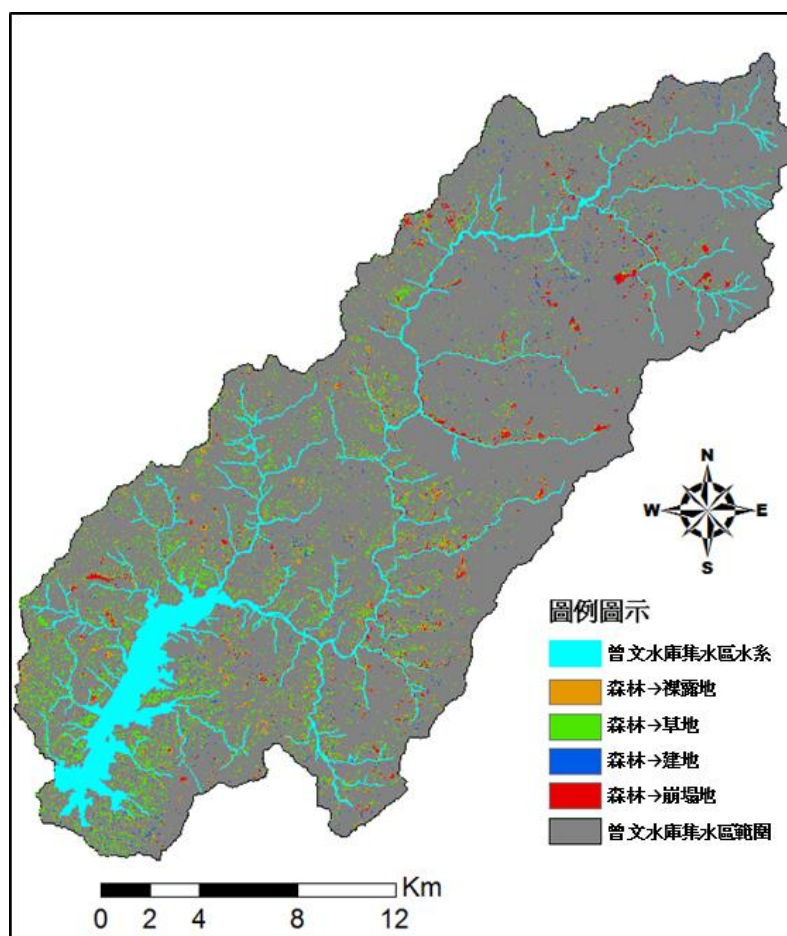 N
W E
S
圖例圖示
曾文水庫集水區水系
森林→裸露地
森林→草地
森林→建地
森林→崩塌地
曾文水庫集水區範圍
Km
0 2 4 8 12